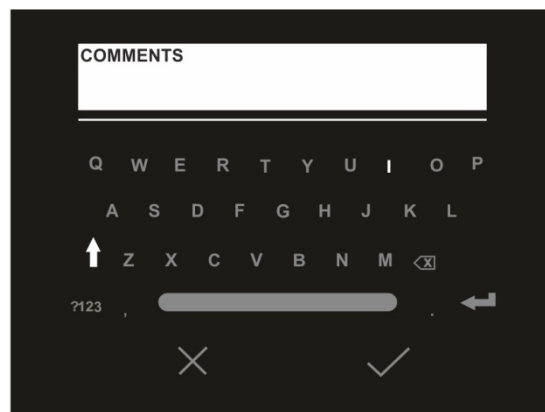 COMMENTS
Q W E R T Y U I O P
A S D F G H J K L
Z X C V B N M X
?123 , .